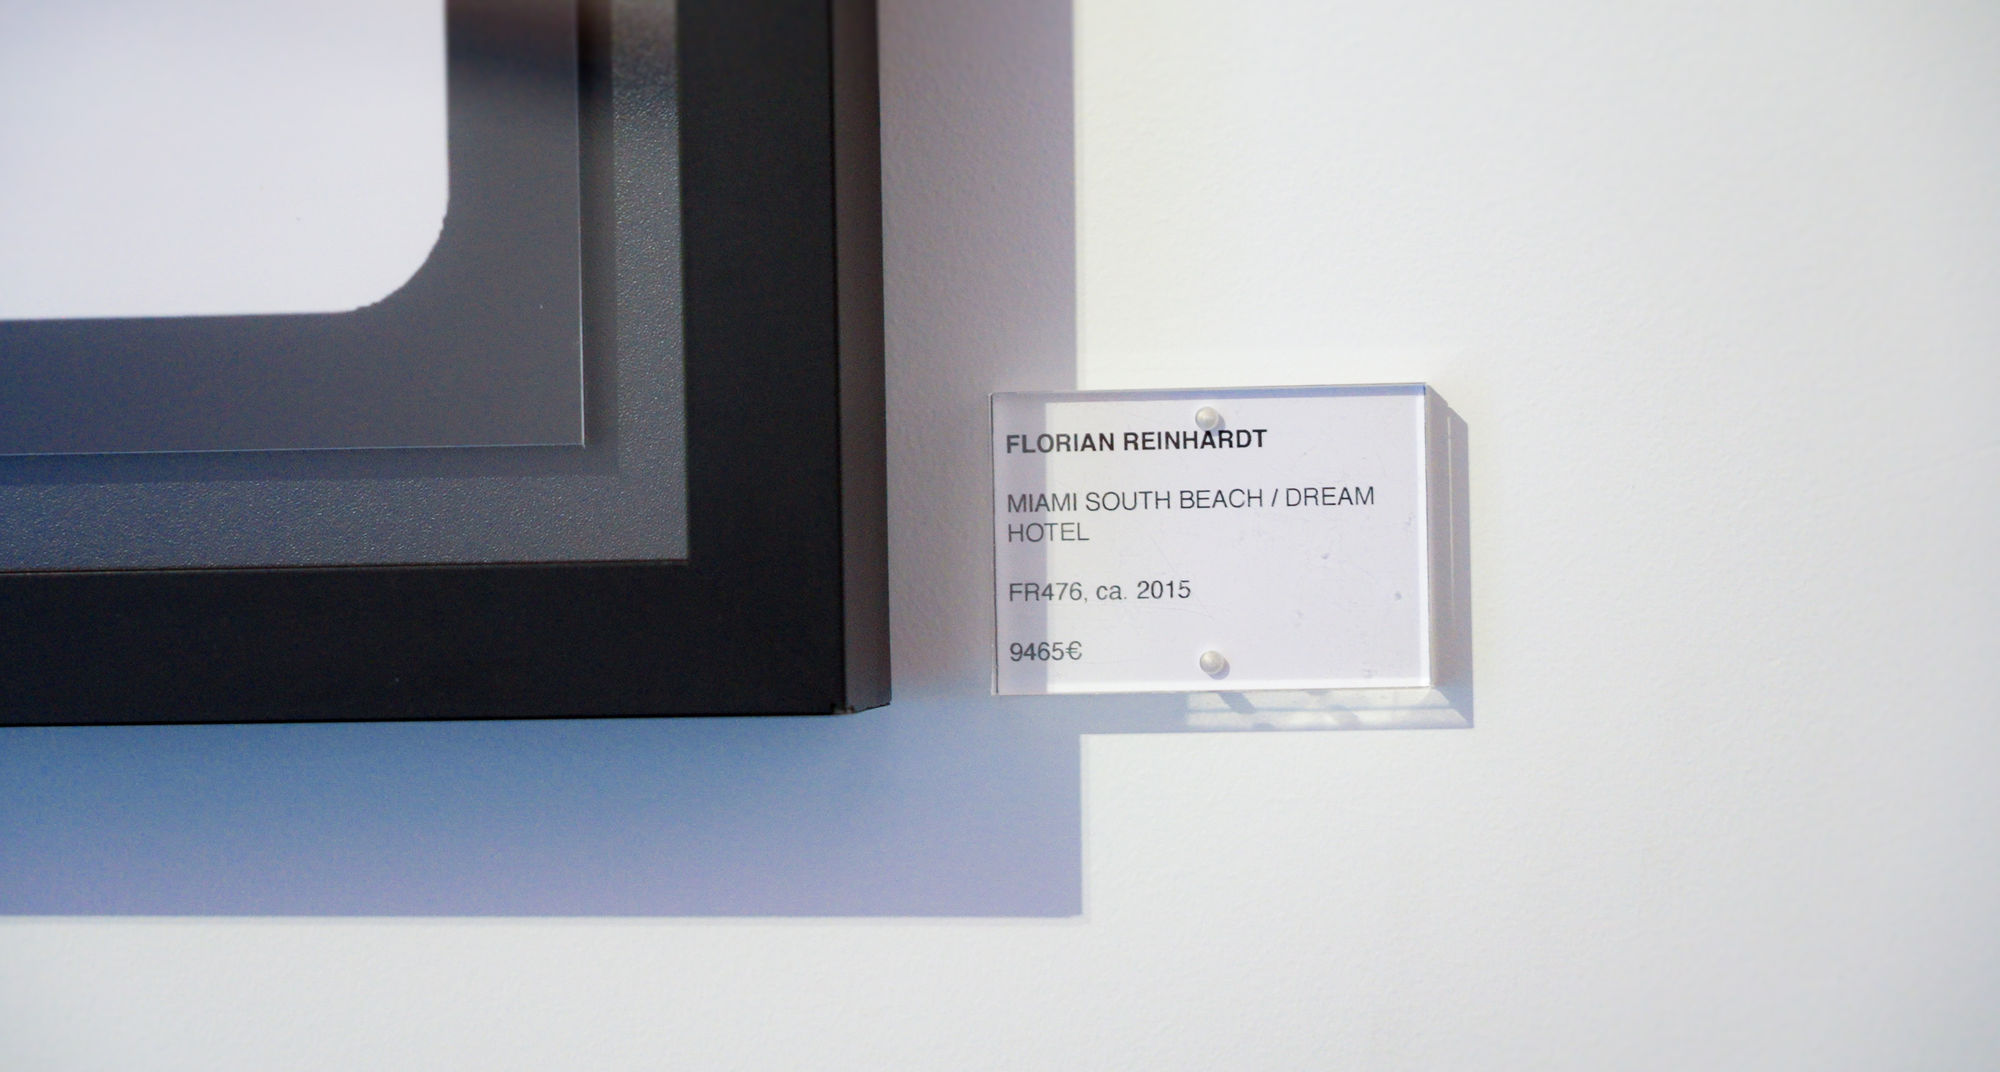 FLORIAN REINHARDT
MIAMI SOUTH BEACH / DREAM
HOTEL
FR476, ca. 2015
9465€